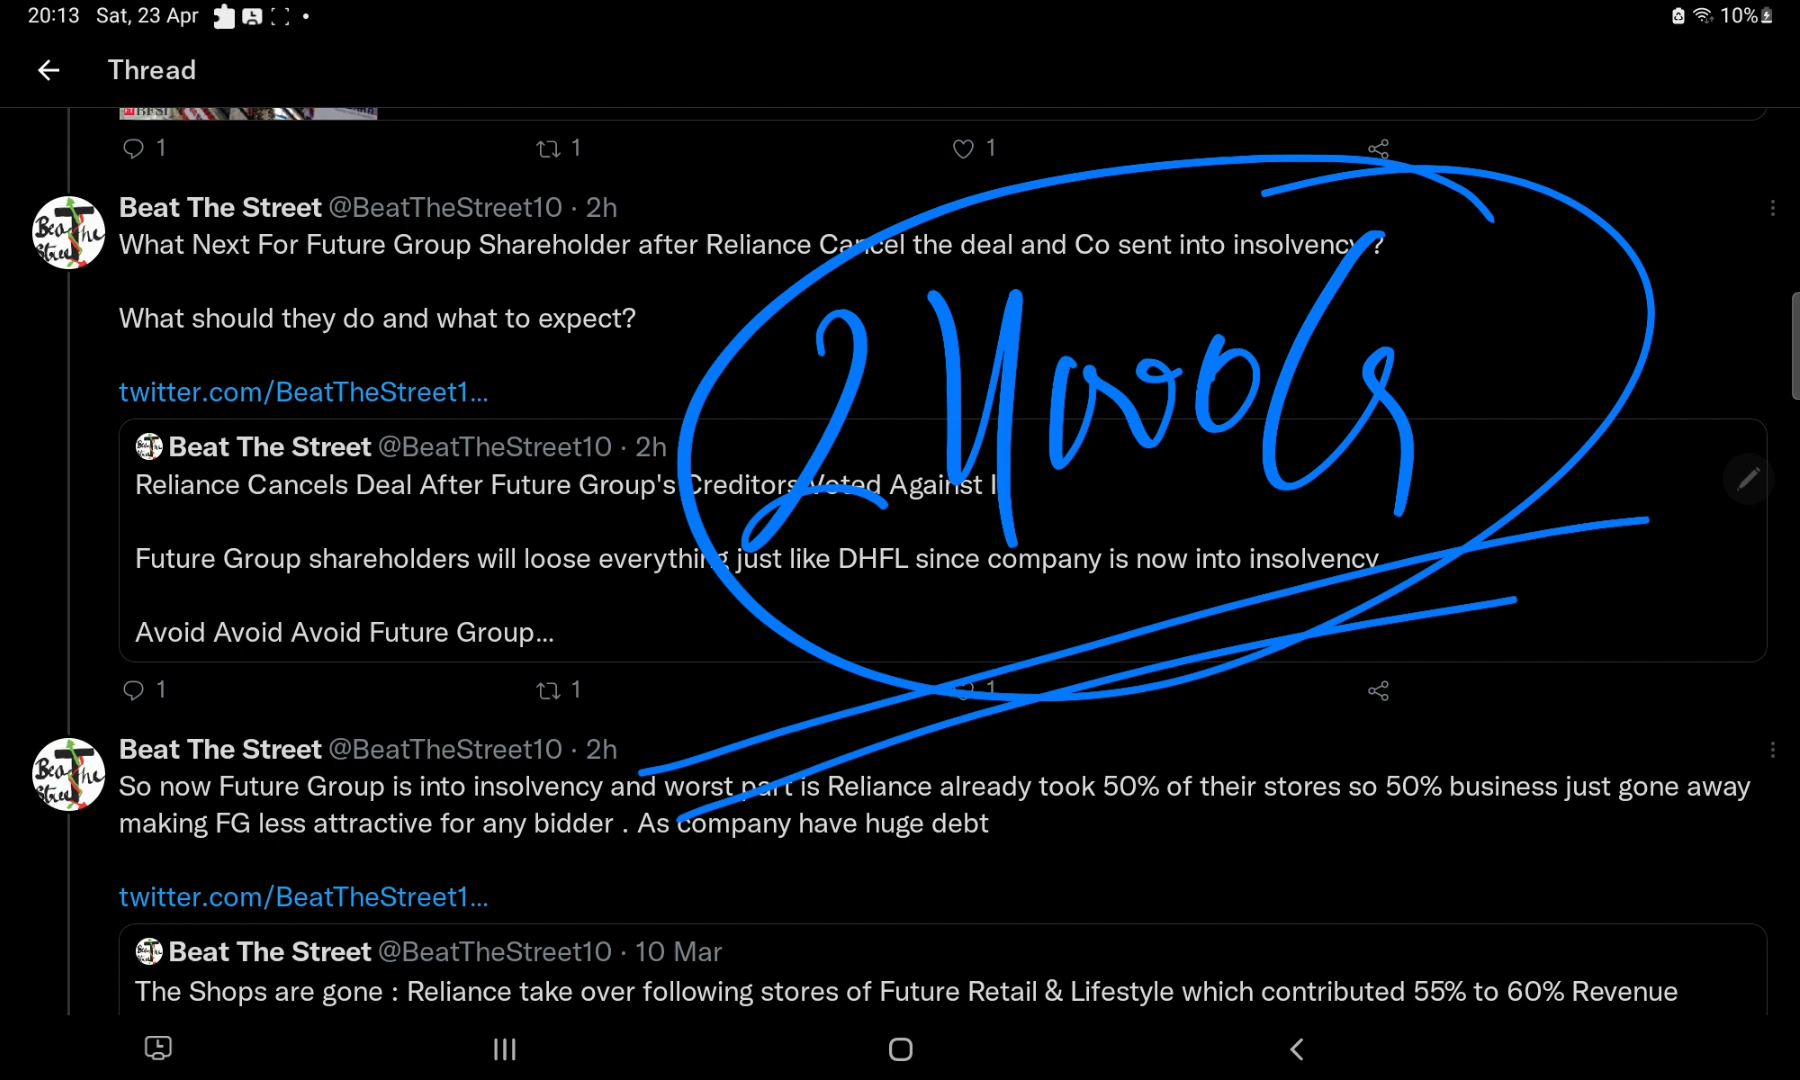 20:13 Sat, 23 Apr 10%
Thread
1 1 1
Beat The Street @BeatTheStreet10 · 2h
What Next For Future Group Shareholder after Reliance Cancel the deal and Co sent into insolvency ?
What should they do and what to expect?
twitter.com/BeatTheStreet1...
Beat The Street @BeatTheStreet10 · 2h
Reliance Cancels Deal After Future Group's Creditors Voted Against I
Future Group shareholders will loose everything just like DHFL since company is now into insolvency
Avoid Avoid Avoid Future Group...
1 1 1
Beat The Street @BeatTheStreet10 · 2h
So now Future Group is into insolvency and worst part is Reliance already took 50% of their stores so 50% business just gone away
making FG less attractive for any bidder . As company have huge debt
twitter.com/BeatTheStreet1...
Beat The Street @BeatTheStreet10 · 10 Mar
The Shops are gone : Reliance take over following stores of Future Retail & Lifestyle which contributed 55% to 60% Revenue